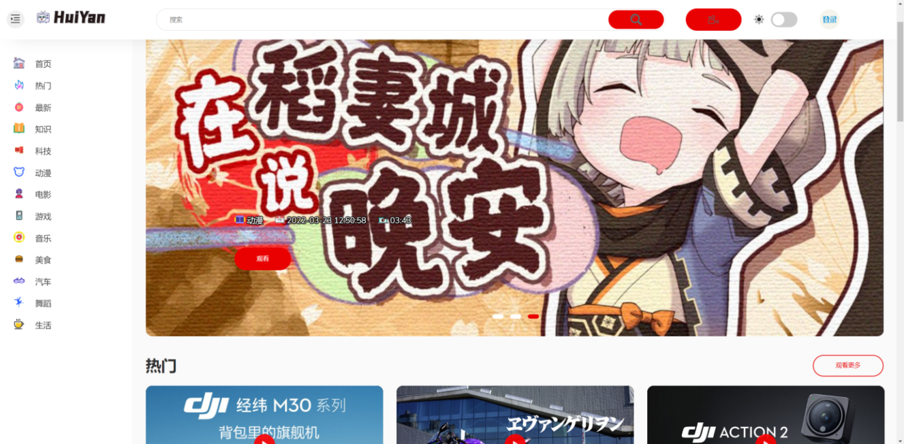 HuiYan
搜索
登录
首页
热门
最新
知识
科技
动漫
电影
游戏
音乐
美食
汽车
舞蹈
生活
在稻妻城
说晚安
动漫 2022-03-23 12:50:58 03:43
观看
热门
观看更多
dji 经纬 M30 系列
背包里的旗舰机
ヱヴァンゲリヲン
dji ACTION 2